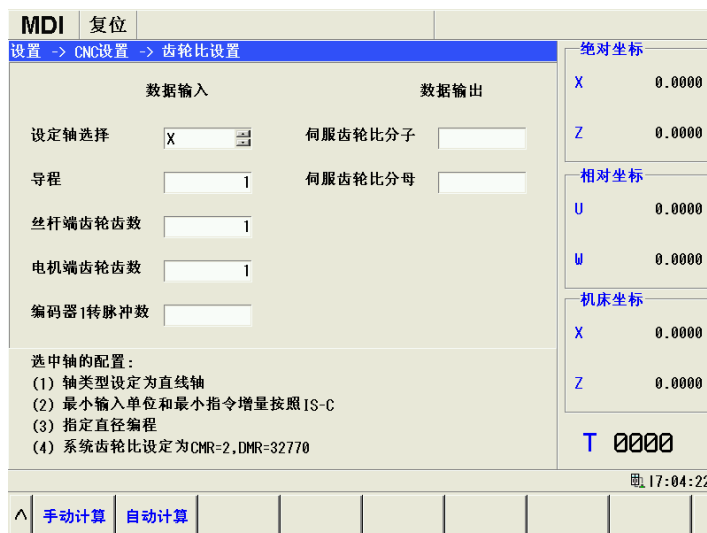 MDI 复位
设置 -> CNC设置 -> 齿轮比设置
数据输入 数据输出
设定轴选择 X 伺服齿轮比分子
导程 1 伺服齿轮比分母
丝杆端齿轮齿数 1
电机端齿轮齿数 1
编码器1转脉冲数
选中轴的配置:
(1) 轴类型设定为直线轴
(2) 最小输入单位和最小指令增量按照IS-C
(3) 指定直径编程
(4) 系统齿轮比设定为CMR=2,DMR=32770
绝对坐标
X 0.0000
Z 0.0000
相对坐标
U 0.0000
W 0.0000
机床坐标
X 0.0000
Z 0.0000
T 0000
17:04:22
^ 手动计算 自动计算